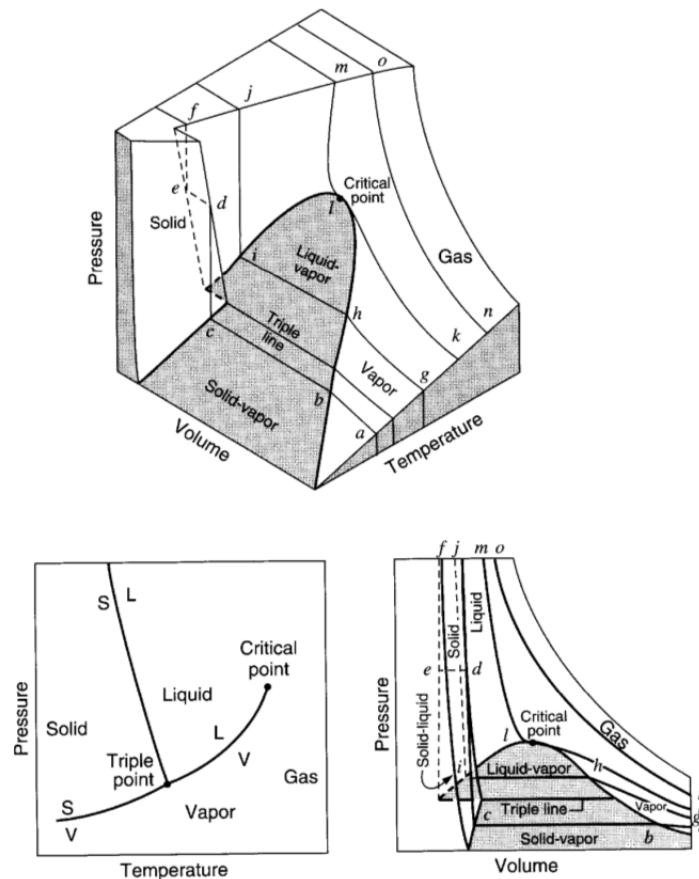 m
o
j
f
Critical
point
l
e
d
Solid
Gas
Pressure
Liquid-
vapor
i
h
n
k
Triple
line
c
Vapor
g
Solid-vapor
b
a
Volume
Temperature
S
L
Critical
point
Liquid
Solid
L
V
Triple
point
Gas
S
V
Vapor
Pressure
Temperature
f
j
m
o
Solid
Liquid
e
d
Solid-liquid
Critical
point
l
Gas
i
Liquid-vapor
h
Vapor
Triple line
c
Solid-vapor
b
Pressure
Volume